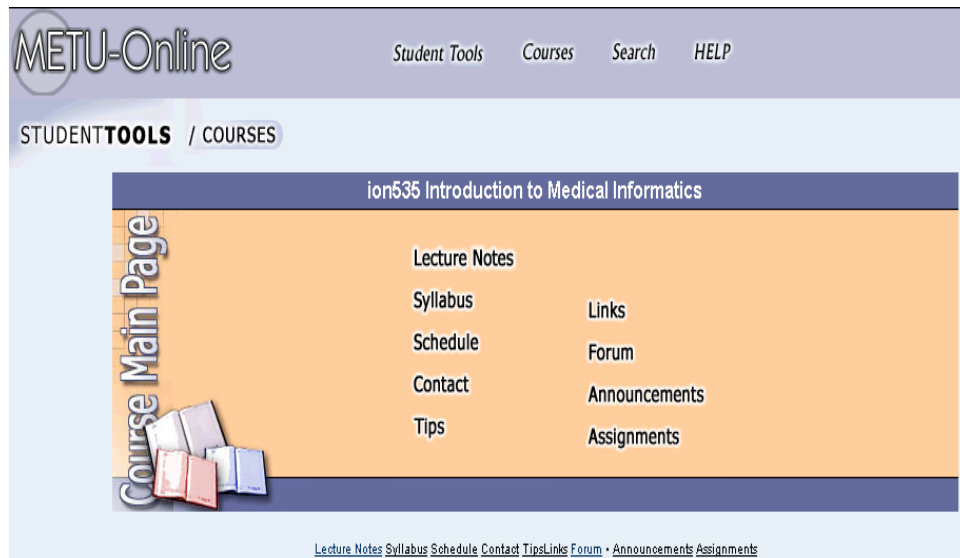 METU-Online
Student Tools Courses Search HELP
STUDENTTOOLS / COURSES
ion535 Introduction to Medical Informatics
Course Main Page
Lecture Notes
Syllabus
Schedule
Contact
Tips
Links
Forum
Announcements
Assignments
Lecture Notes Syllabus Schedule Contact TipsLinks Forum • Announcements Assignments